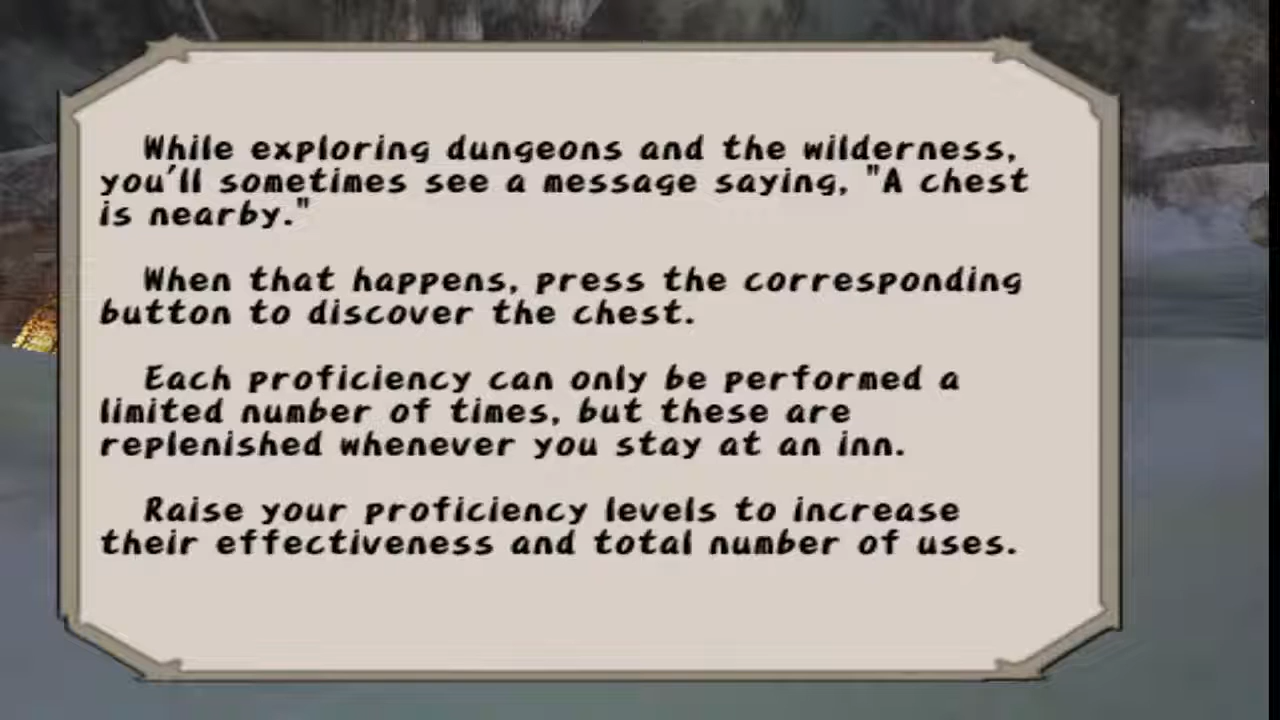 While exploring dungeons and the wilderness,
you'll sometimes see a message saying, "A chest
is nearby."
When that happens, press the corresponding
button to discover the chest.
Each proficiency can only be performed a
limited number of times, but these are
replenished whenever you stay at an inn.
Raise your proficiency levels to increase
their effectiveness and total number of uses.